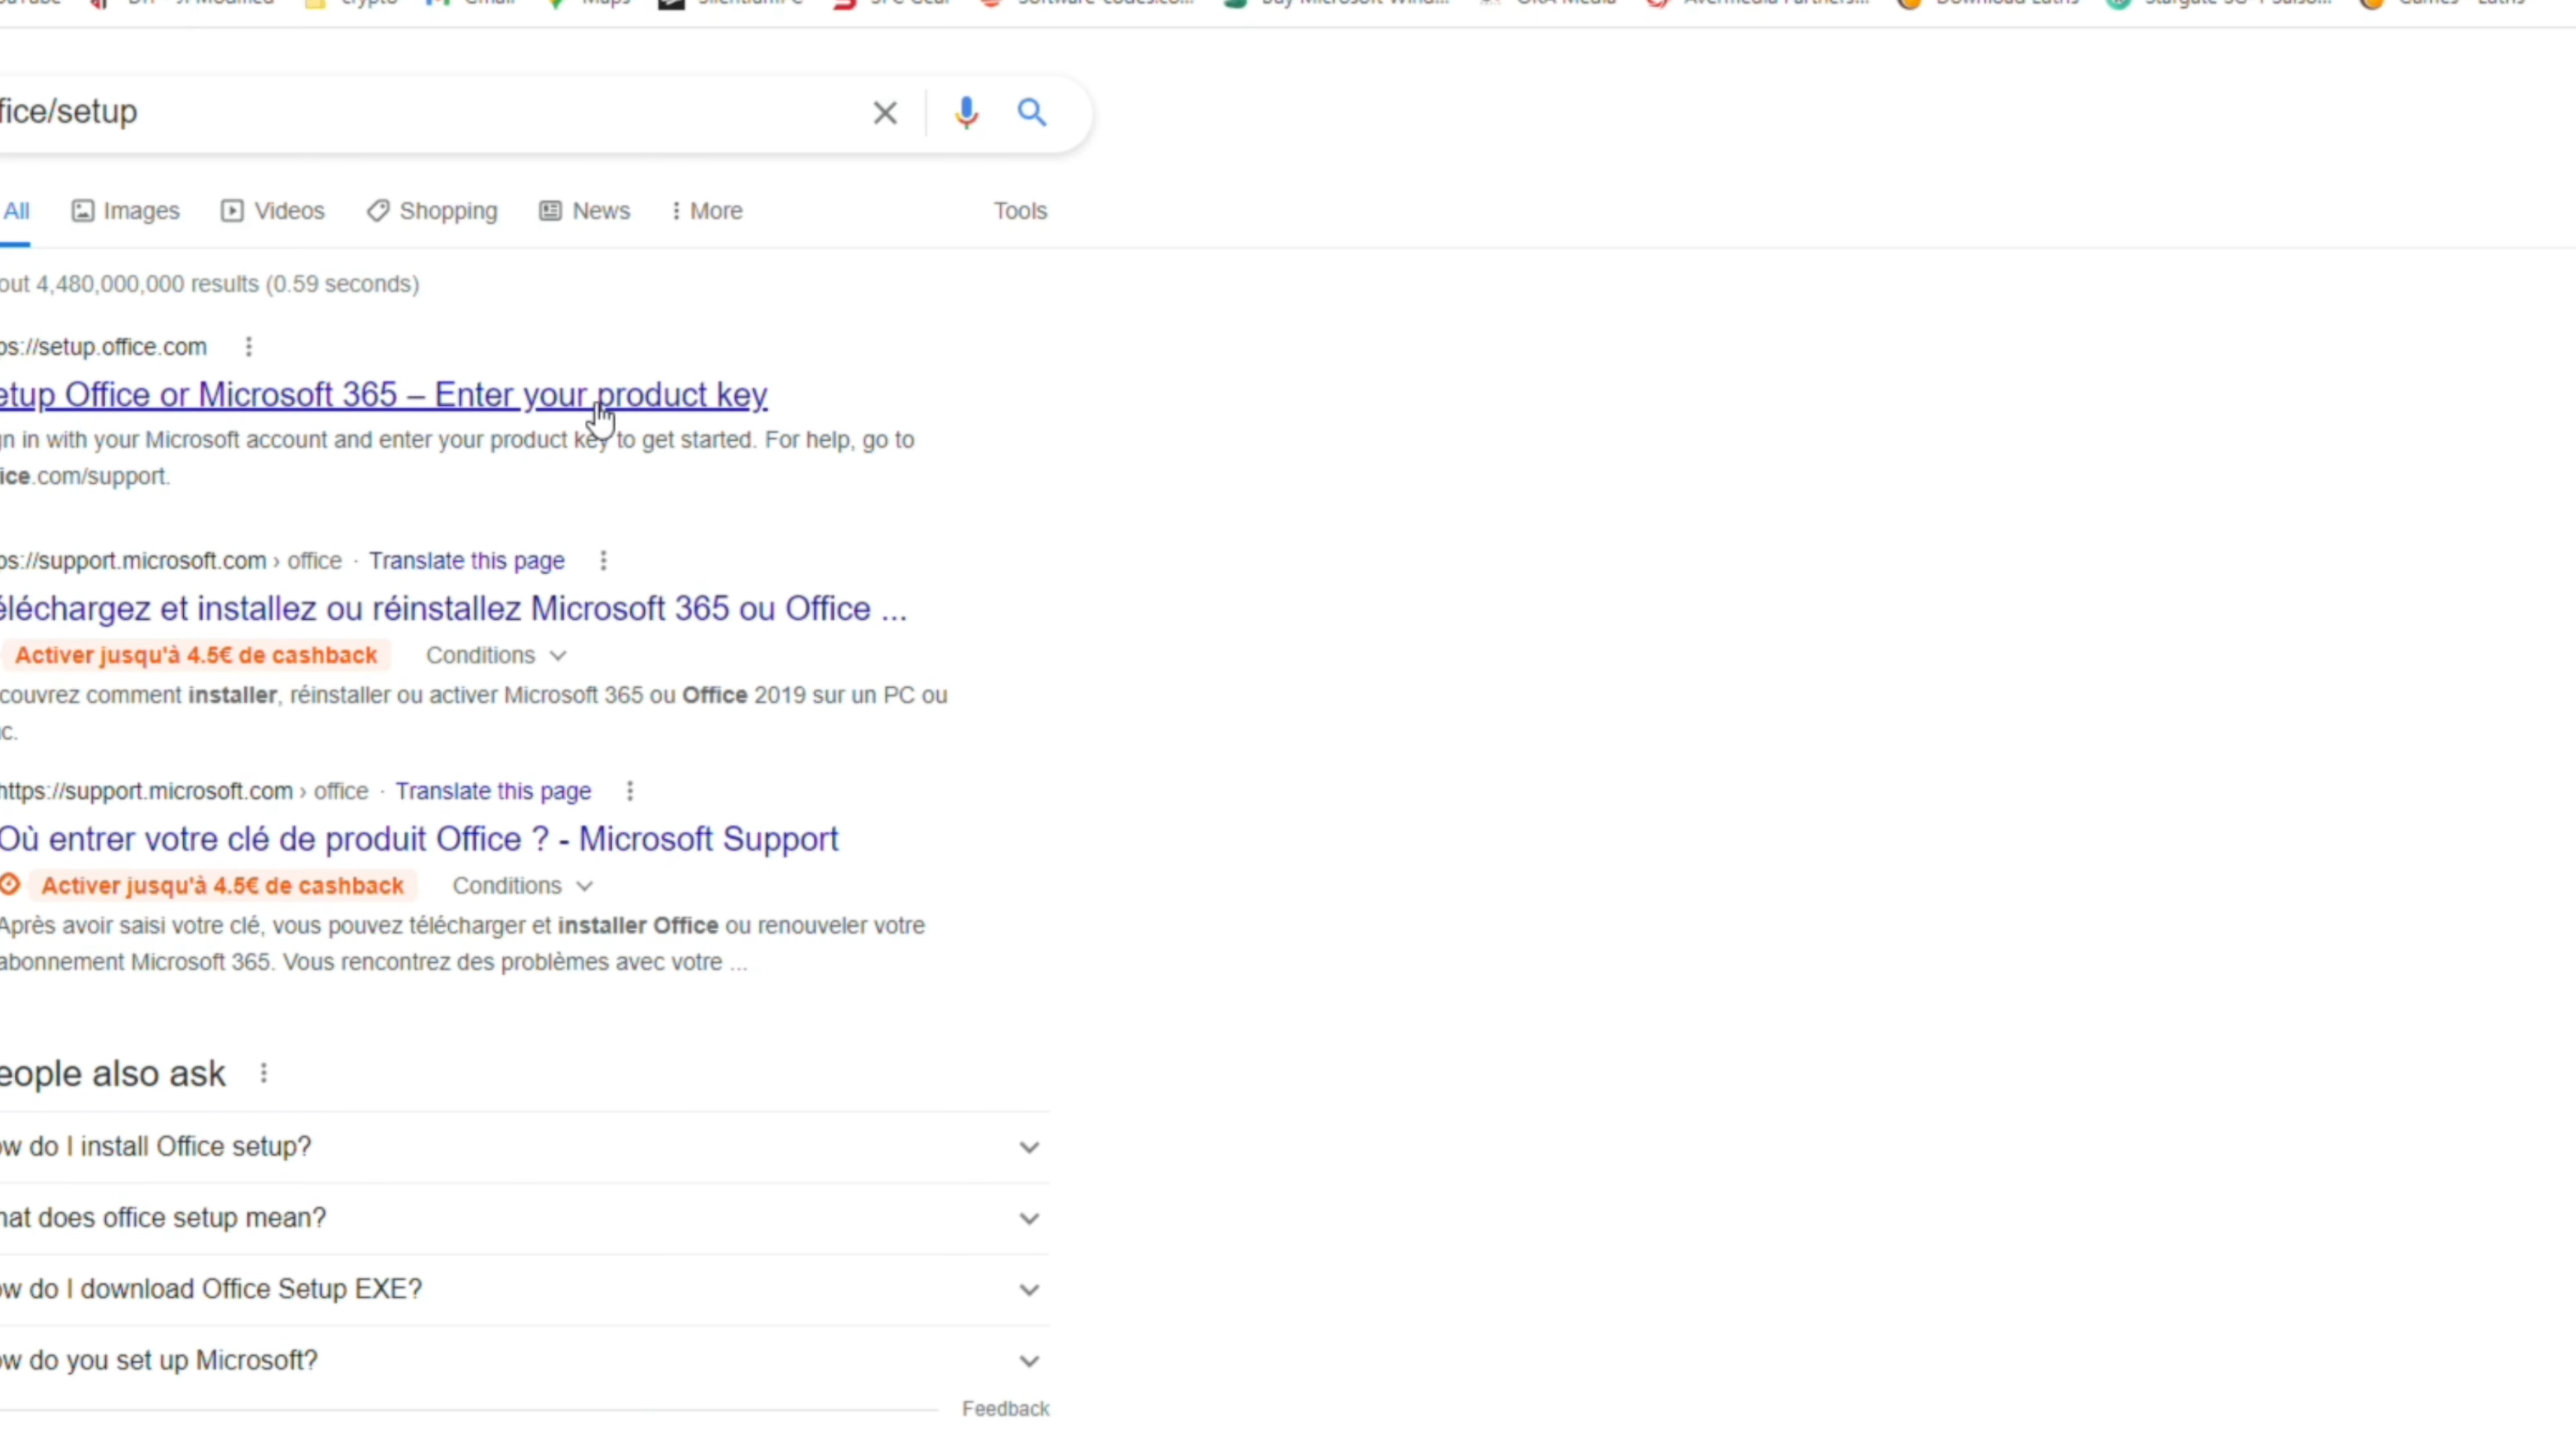 fice/setup
All Images Videos Shopping News More Tools
out 4,480,000,000 results (0.59 seconds)
ps://setup.office.com
etup Office or Microsoft 365 – Enter your product key
n in with your Microsoft account and enter your product key to get started. For help, go to
ice.com/support.
ps://support.microsoft.com › office · Translate this page
éléchargez et installez ou réinstallez Microsoft 365 ou Office ...
Activer jusqu'à 4.5€ de cashback Conditions
couvrez comment installer, réinstaller ou activer Microsoft 365 ou Office 2019 sur un PC ou
c.
https://support.microsoft.com › office · Translate this page
Où entrer votre clé de produit Office ? - Microsoft Support
Activer jusqu'à 4.5€ de cashback Conditions
Après avoir saisi votre clé, vous pouvez télécharger et installer Office ou renouveler votre
abonnement Microsoft 365. Vous rencontrez des problèmes avec votre ...
eople also ask
ow do I install Office setup?
hat does office setup mean?
ow do I download Office Setup EXE?
ow do you set up Microsoft?
Feedback